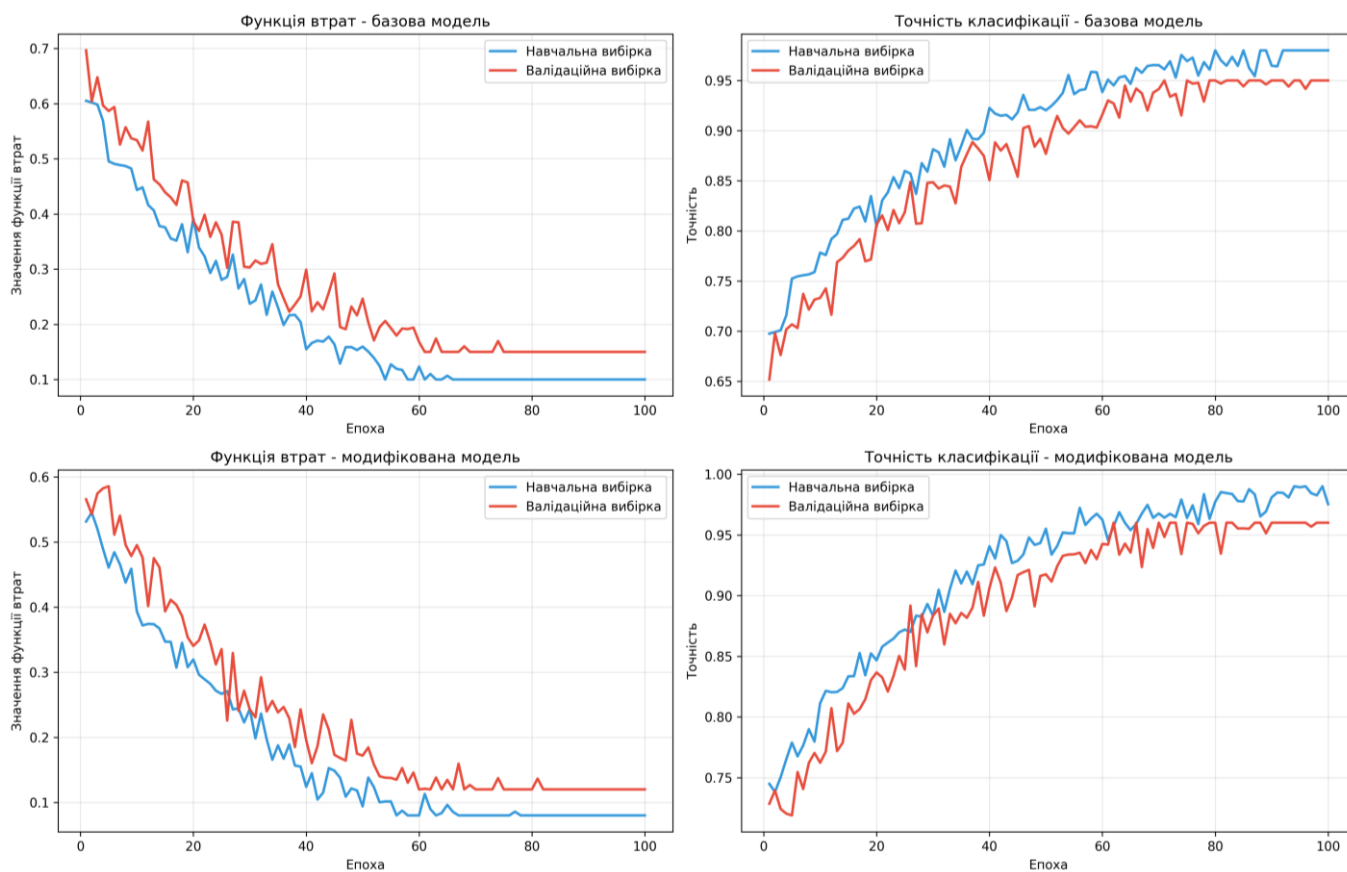 Функція втрат - базова модель
Навчальна вибірка
Валідаційна вибірка
0.7
0.6
0.5
0.4
0.3
0.2
0.1
Значення функції втрат
0 20 40 60 80 100
Епоха
Точність класифікації - базова модель
Навчальна вибірка
Валідаційна вибірка
0.95
0.90
0.85
0.80
0.75
0.70
0.65
Точність
0 20 40 60 80 100
Епоха
Функція втрат - модифікована модель
Навчальна вибірка
Валідаційна вибірка
0.6
0.5
0.4
0.3
0.2
0.1
Значення функції втрат
0 20 40 60 80 100
Епоха
Точність класифікації - модифікована модель
Навчальна вибірка
Валідаційна вибірка
1.00
0.95
0.90
0.85
0.80
0.75
Точність
0 20 40 60 80 100
Епоха